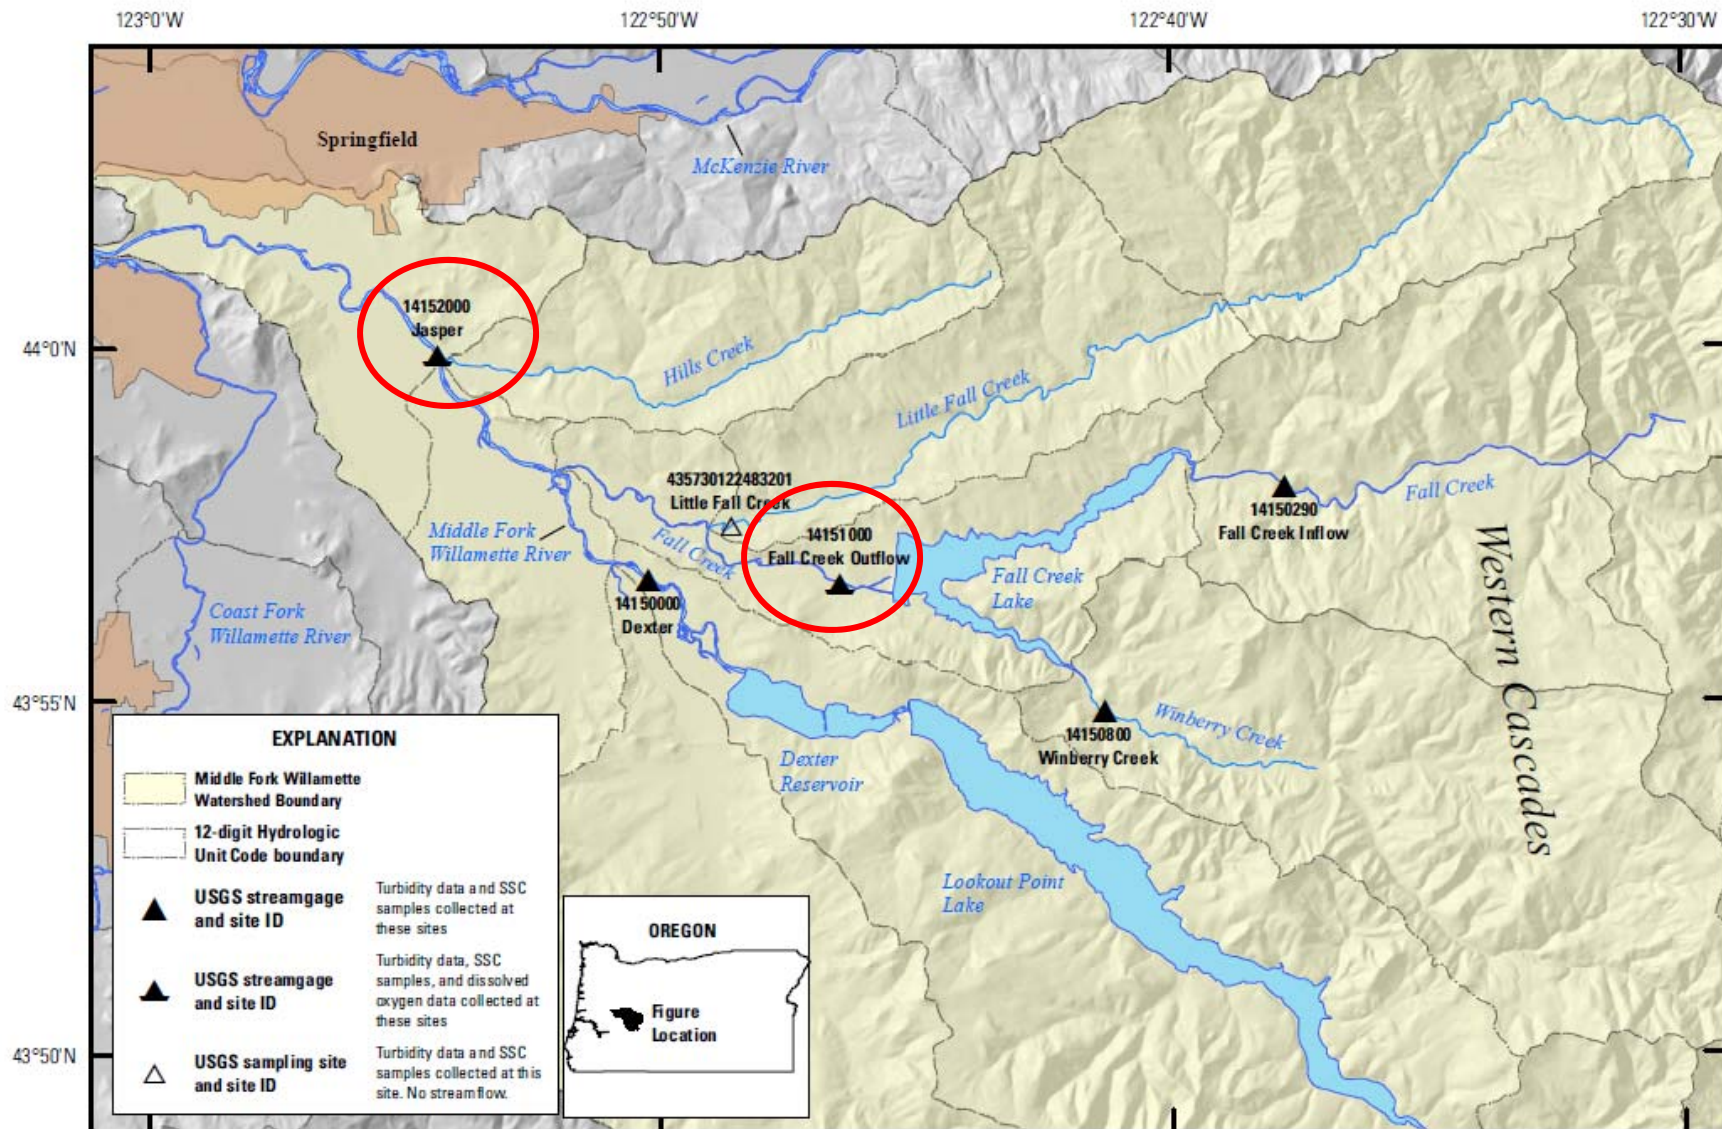 123°0'W
122°50'W
122°40'W
122°30'W
Springfield
McKenzie River
14152000
Jasper
44°0'N
Hills Creek
Little Fall Creek
435730122483201
Little Fall Creek
14151000
Fall Creek Outflow
Fall Creek
14150290
Fall Creek Inflow
Middle Fork
Willamette River
Fall Creek
Fall Creek
Lake
14150000
Dexter
Coast Fork
Willamette River
Western Cascades
43°55'N
Winberry Creek
14150800
Winberry Creek
Dexter
Reservoir
Lookout Point
Lake
EXPLANATION
Middle Fork Willamette
Watershed Boundary
12-digit Hydrologic
Unit Code boundary
USGS streamgage
and site ID
Turbidity data and SSC
samples collected at
these sites
USGS streamgage
and site ID
Turbidity data, SSC
samples, and dissolved
oxygen data collected at
these sites
USGS sampling site
and site ID
Turbidity data and SSC
samples collected at this
site. No streamflow.
OREGON
Figure
Location
43°50'N